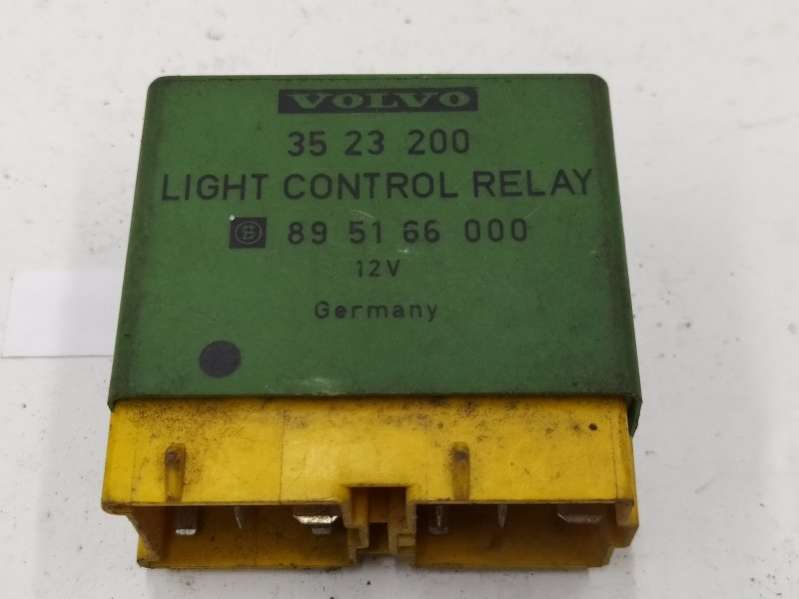 VOLVO
35 23 200
LIGHT CONTROL RELAY
B 89 51 66 000
12V
Germany